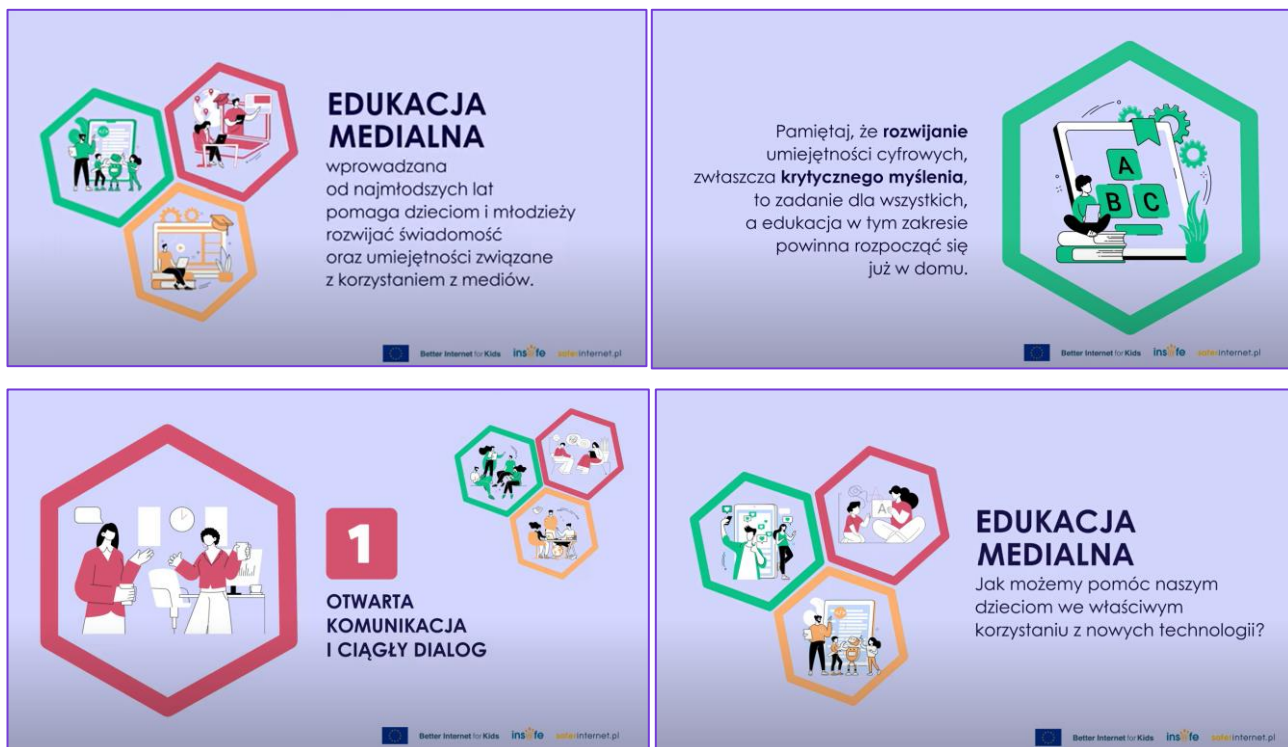 EDUKACJA
MEDIALNA
wprowadzana
od najmłodszych lat
pomaga dzieciom i młodzieży
rozwijać świadomość
oraz umiejętności związane
z korzystaniem z mediów.
Better Internet for Kids insafe saferinternet.pl
Pamiętaj, że rozwijanie
umiejętności cyfrowych,
zwłaszcza krytycznego myślenia,
to zadanie dla wszystkich,
a edukacja w tym zakresie
powinna rozpocząć się
już w domu.
A
B C
Better Internet for Kids insafe saferinternet.pl
1
OTWARTA
KOMUNIKACJA
I CIĄGŁY DIALOG
Better Internet for Kids insafe saferinternet.pl
EDUKACJA
MEDIALNA
Jak możemy pomóc naszym
dzieciom we właściwym
korzystaniu z nowych technologii?
Better Internet for Kids insafe saferinternet.pl